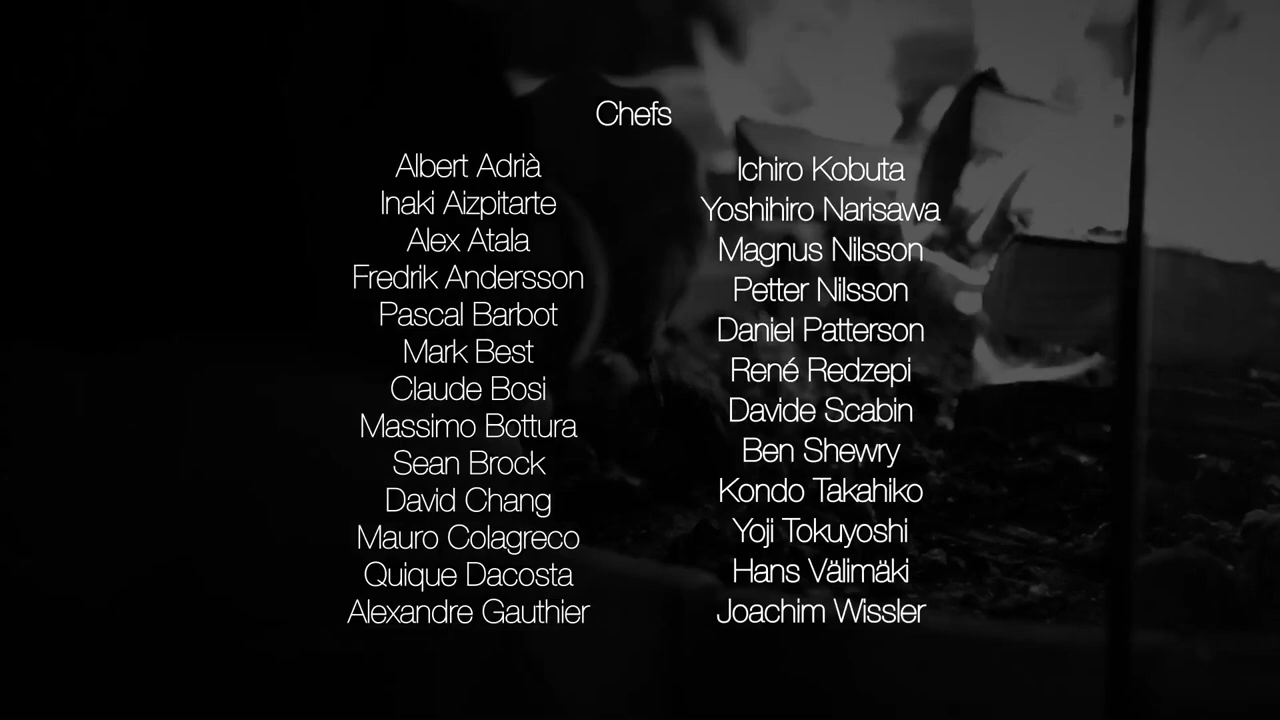 Chefs
Albert Adrià
Inaki Aizpitarte
Alex Atala
Fredrik Andersson
Pascal Barbot
Mark Best
Claude Bosi
Massimo Bottura
Sean Brock
David Chang
Mauro Colagreco
Quique Dacosta
Alexandre Gauthier
Ichiro Kobuta
Yoshihiro Narisawa
Magnus Nilsson
Petter Nilsson
Daniel Patterson
René Redzepi
Davide Scabin
Ben Shewry
Kondo Takahiko
Yoji Tokuyoshi
Hans Välimäki
Joachim Wissler